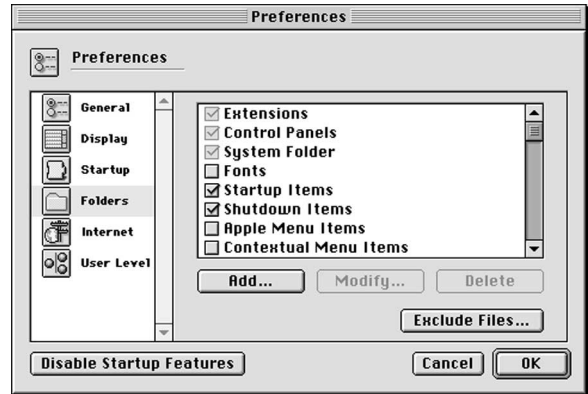 Preferences
Preferences
General
Display
Startup
Folders
Internet
User Level
Extensions
Control Panels
System Folder
Fonts
Startup Items
Shutdown Items
Apple Menu Items
Contextual Menu Items
Add...
Modify...
Delete
Exclude Files...
Disable Startup Features
Cancel
OK